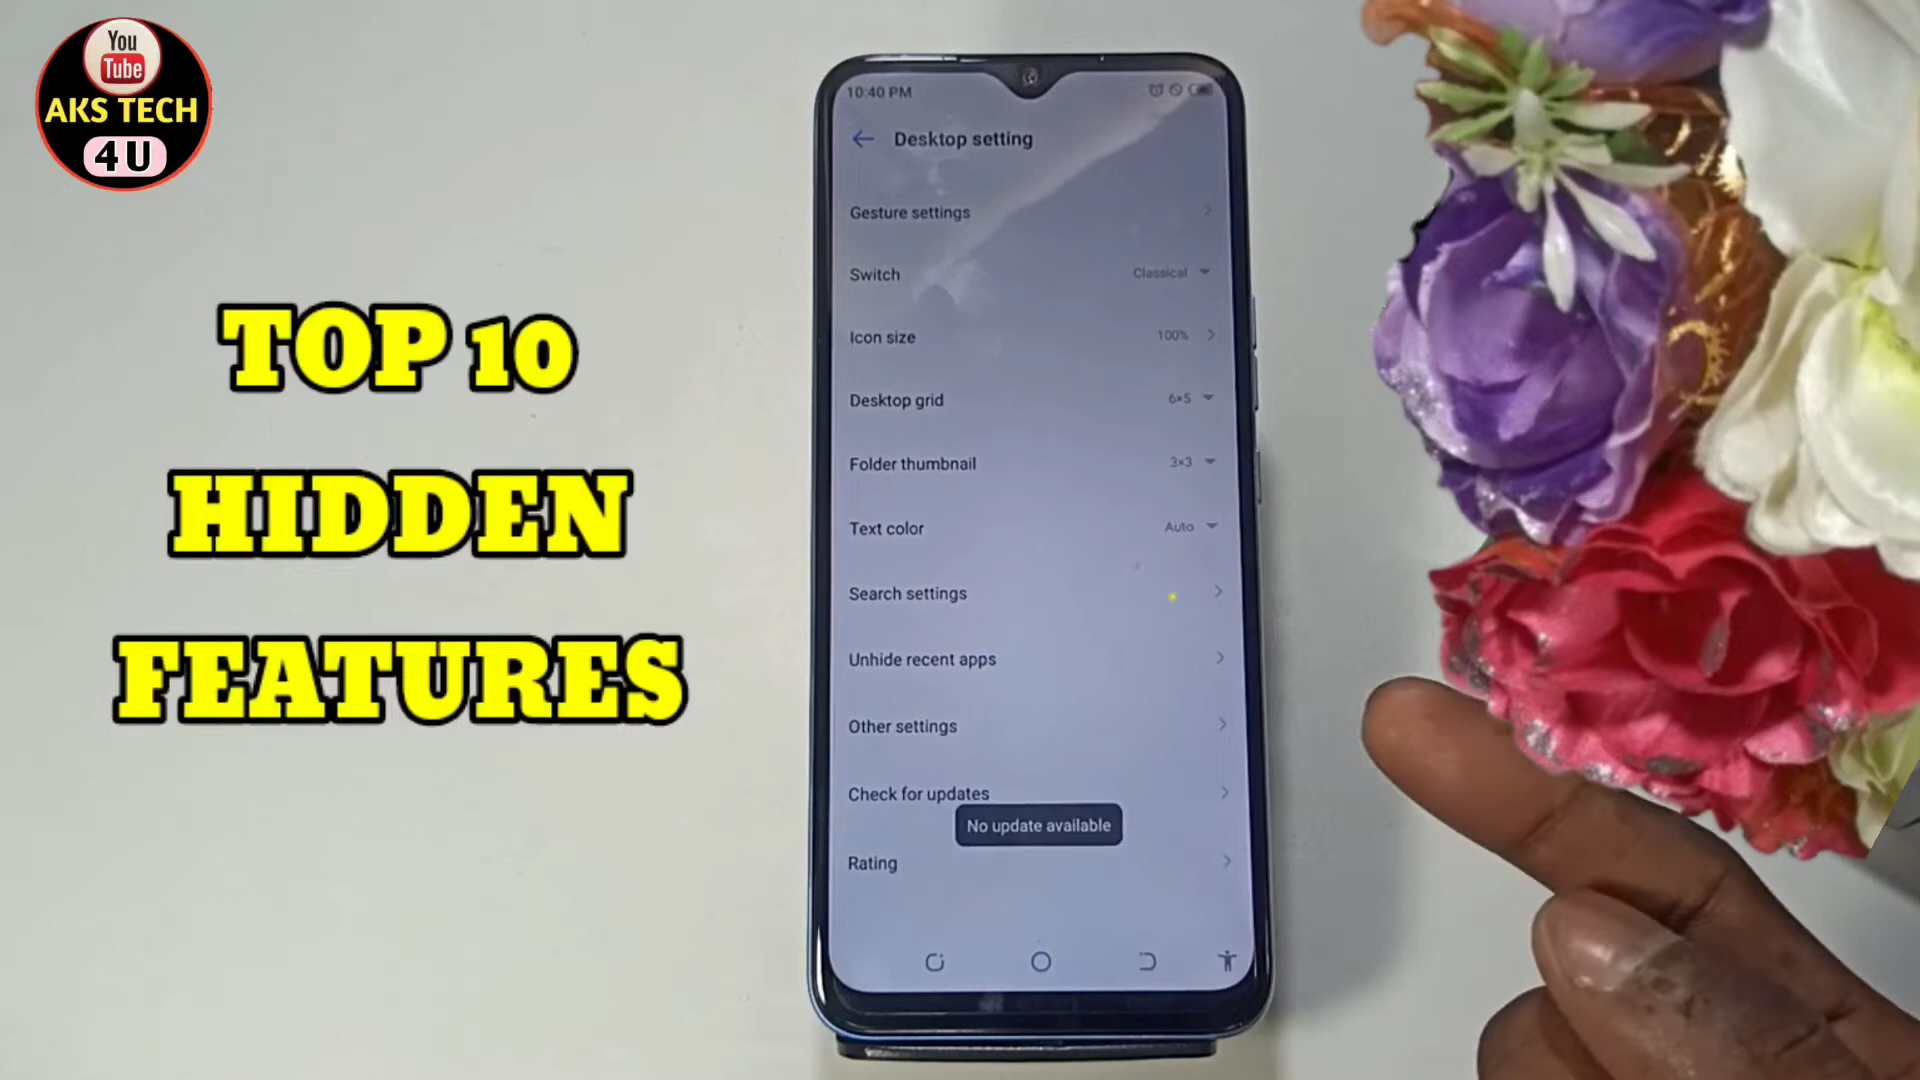 You
Tube
AKS TECH
4U
TOP 10
HIDDEN
FEATURES
10:40 PM
Desktop setting
Gesture settings
Switch Classical
Icon size 100%
Desktop grid 6×5
Folder thumbnail 3×3
Text color Auto
Search settings
Unhide recent apps
Other settings
Check for updates
No update available
Rating